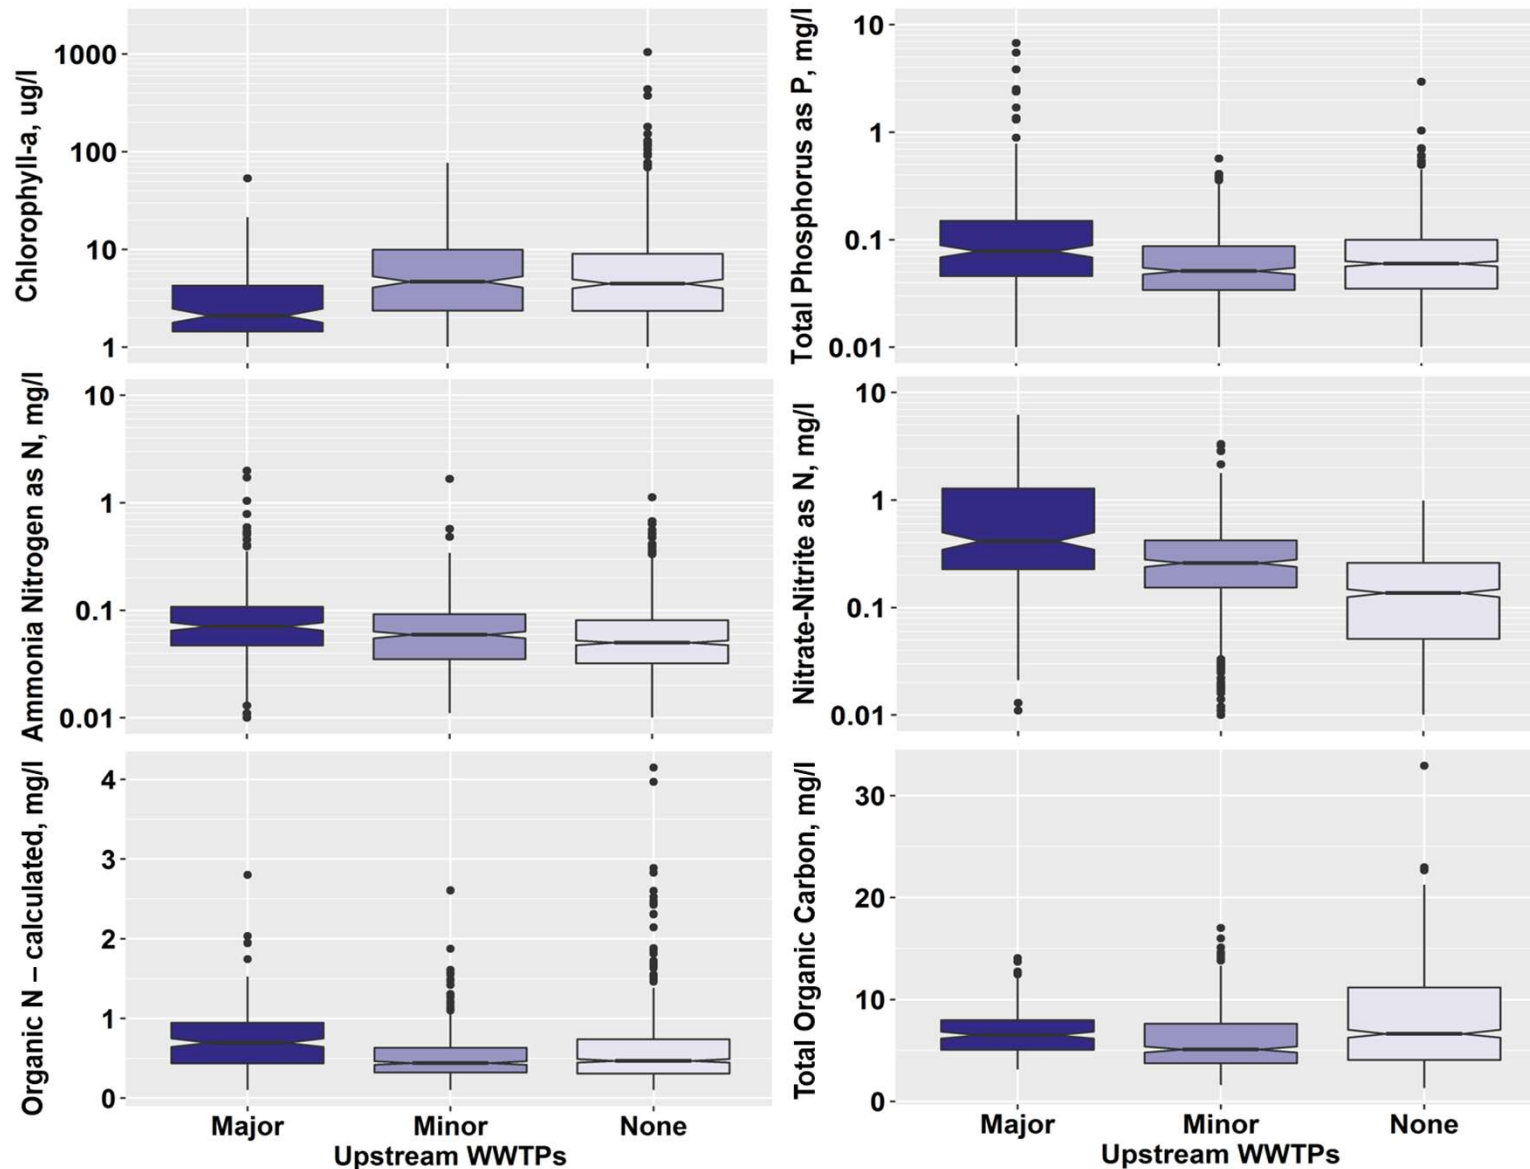 Chlorophyll-a, ug/l
1000
100
10
1
Total Phosphorus as P, mg/l
10
1
0.1
0.01
Ammonia Nitrogen as N, mg/l
10
1
0.1
0.01
Nitrate-Nitrite as N, mg/l
10
1
0.1
0.01
Organic N – calculated, mg/l
4
3
2
1
0
Major Minor None
Upstream WWTPs
Total Organic Carbon, mg/l
30
20
10
0
Major Minor None
Upstream WWTPs